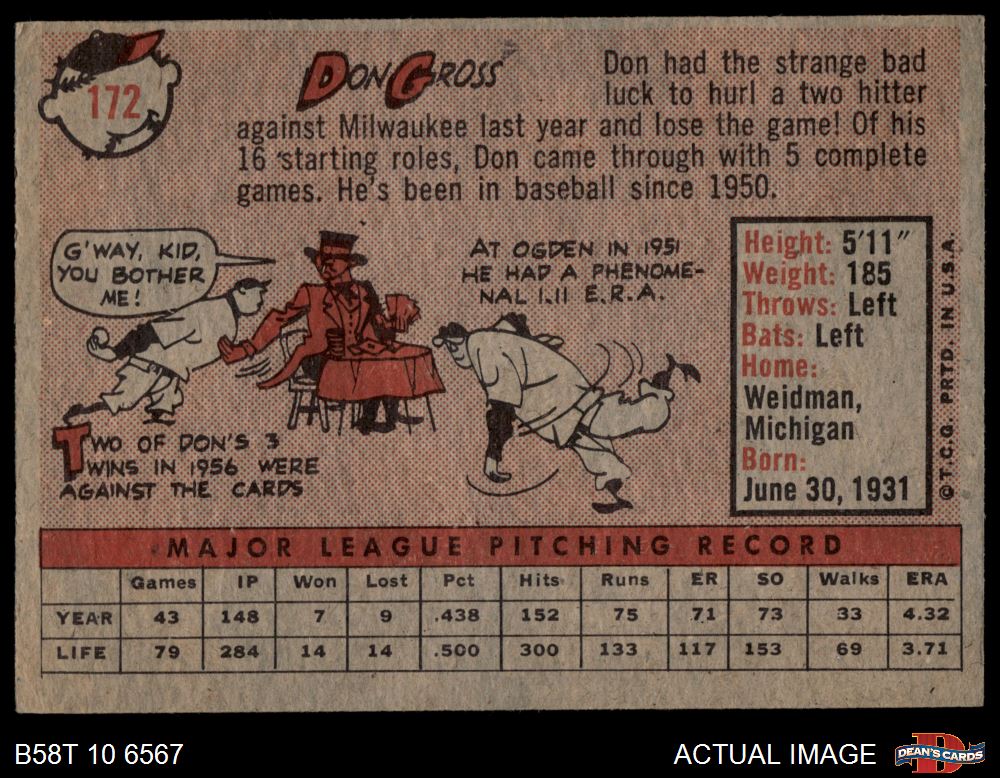 172
DON GROSS
Don had the strange bad
luck to hurl a two hitter
against Milwaukee last year and lose the game! Of his
16 starting roles, Don came through with 5 complete
games. He's been in baseball since 1950.
G'WAY, KID,
YOU BOTHER
ME!
TWO OF DON'S 3
WINS IN 1956 WERE
AGAINST THE CARDS
AT OGDEN IN 1951
HE HAD A PHENOME-
NAL 1.11 E.R.A.
Height: 5'11"
Weight: 185
Throws: Left
Bats: Left
Home:
Weidman,
Michigan
Born:
June 30, 1931
© T.C.G. PRTD. IN U.S.A.
MAJOR LEAGUE PITCHING RECORD
Games IP Won Lost Pct Hits Runs ER SO Walks ERA
YEAR 43 148 7 9 .438 152 75 71 73 33 4.32
LIFE 79 284 14 14 .500 300 133 117 153 69 3.71
B58T 10 6567
ACTUAL IMAGE
DEAN'S CARDS